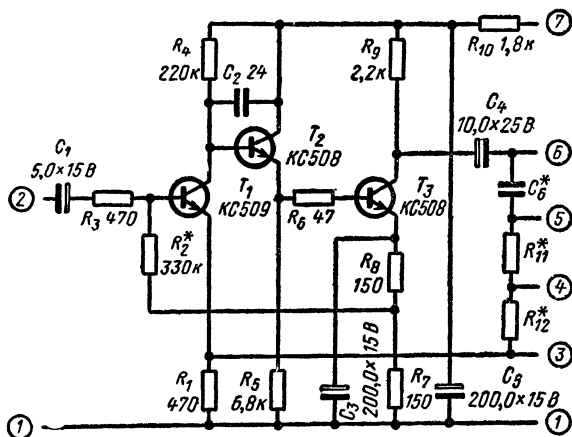 7
R4
220к
R9
2,2к
R10 1,8к
C2 24
C4
10,0×25В
C1
5,0×15В
T2
КС508
6
2
T1
КС509
T3
КС508
C6*
R3 470
R6 47
5
R2*
330к
R8
150
R11*
4
R12*
3
R1
470
R5
6,8к
C3
200,0×15В
R7
150
C5
200,0×15В
1
1